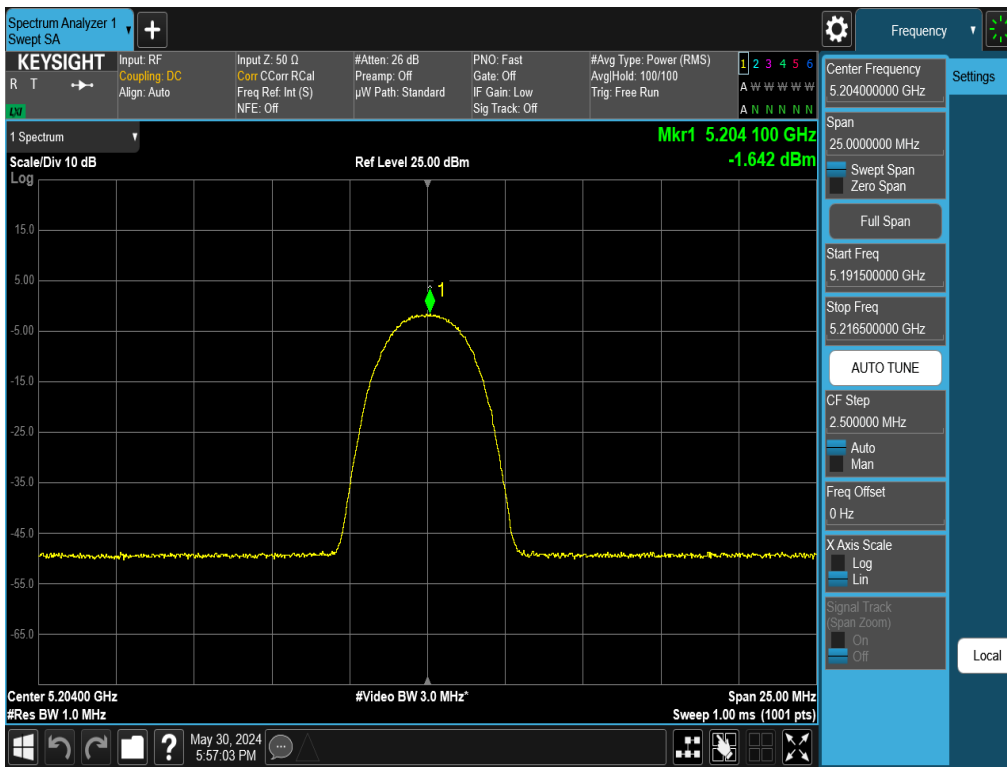 Spectrum Analyzer 1
Swept SA
Frequency
KEYSIGHT
R T
LXI
Input: RF
Coupling: DC
Align: Auto
Input Z: 50 Ω
Corr CCorr RCal
Freq Ref: Int (S)
NFE: Off
#Atten: 26 dB
Preamp: Off
µW Path: Standard
PNO: Fast
Gate: Off
IF Gain: Low
Sig Track: Off
#Avg Type: Power (RMS)
Avg|Hold: 100/100
Trig: Free Run
1 2 3 4 5 6
A W W W W W
A N N N N N
1 Spectrum
Mkr1 5.204 100 GHz
Scale/Div 10 dB
Ref Level 25.00 dBm
-1.642 dBm
Log
15.0
5.00
-5.00
-15.0
-25.0
-35.0
-45.0
-55.0
-65.0
1
Center 5.20400 GHz
#Video BW 3.0 MHz*
Span 25.00 MHz
#Res BW 1.0 MHz
Sweep 1.00 ms (1001 pts)
May 30, 2024
5:57:03 PM
Center Frequency
5.204000000 GHz
Settings
Span
25.0000000 MHz
Swept Span
Zero Span
Full Span
Start Freq
5.191500000 GHz
Stop Freq
5.216500000 GHz
AUTO TUNE
CF Step
2.500000 MHz
Auto
Man
Freq Offset
0 Hz
X Axis Scale
Log
Lin
Signal Track
(Span Zoom)
On
Off
Local